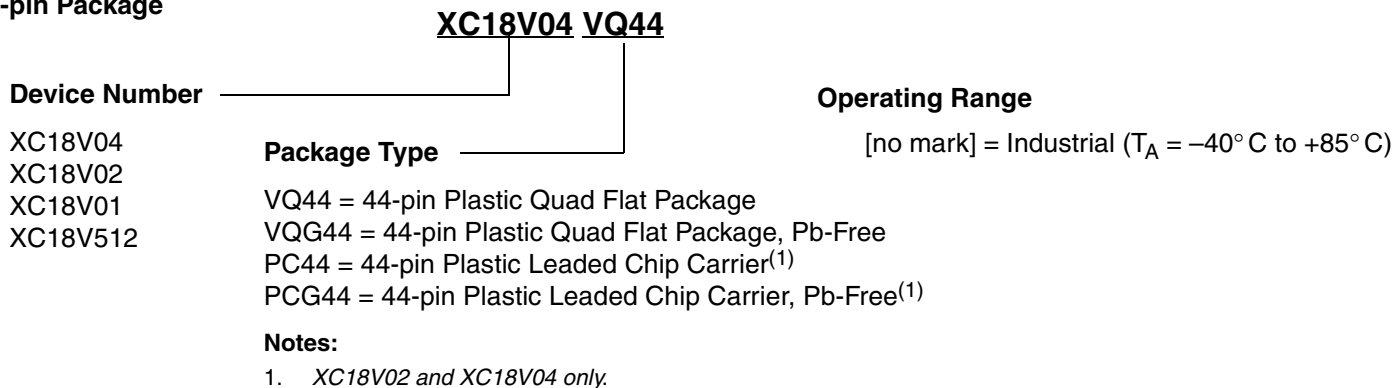 -pin Package
XC18V04 VQ44
Device Number
XC18V04
XC18V02
XC18V01
XC18V512
Package Type
VQ44 = 44-pin Plastic Quad Flat Package
VQG44 = 44-pin Plastic Quad Flat Package, Pb-Free
PC44 = 44-pin Plastic Leaded Chip Carrier(1)
PCG44 = 44-pin Plastic Leaded Chip Carrier, Pb-Free(1)
Notes:
1. XC18V02 and XC18V04 only.
Operating Range
[no mark] = Industrial (TA = –40° C to +85° C)